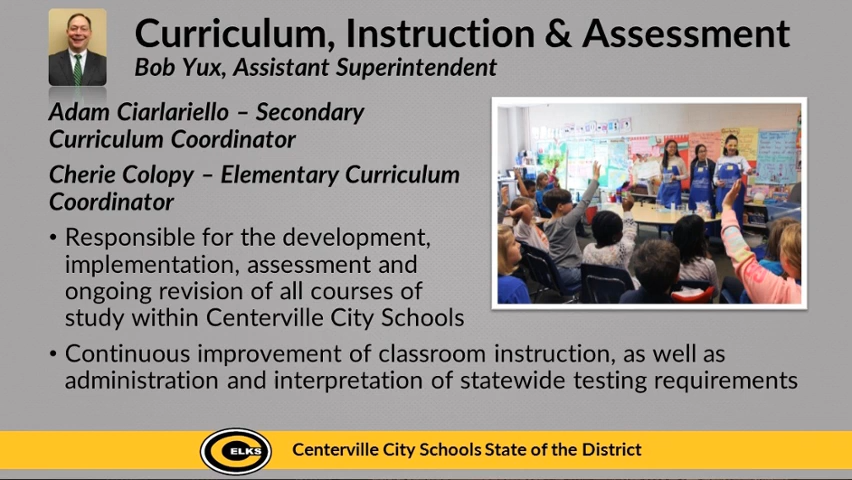 Curriculum, Instruction & Assessment
Bob Yux, Assistant Superintendent
Adam Ciarlariello – Secondary
Curriculum Coordinator
Cherie Colopy – Elementary Curriculum
Coordinator
• Responsible for the development,
implementation, assessment and
ongoing revision of all courses of
study within Centerville City Schools
• Continuous improvement of classroom instruction, as well as
administration and interpretation of statewide testing requirements
ELKS
Centerville City Schools State of the District